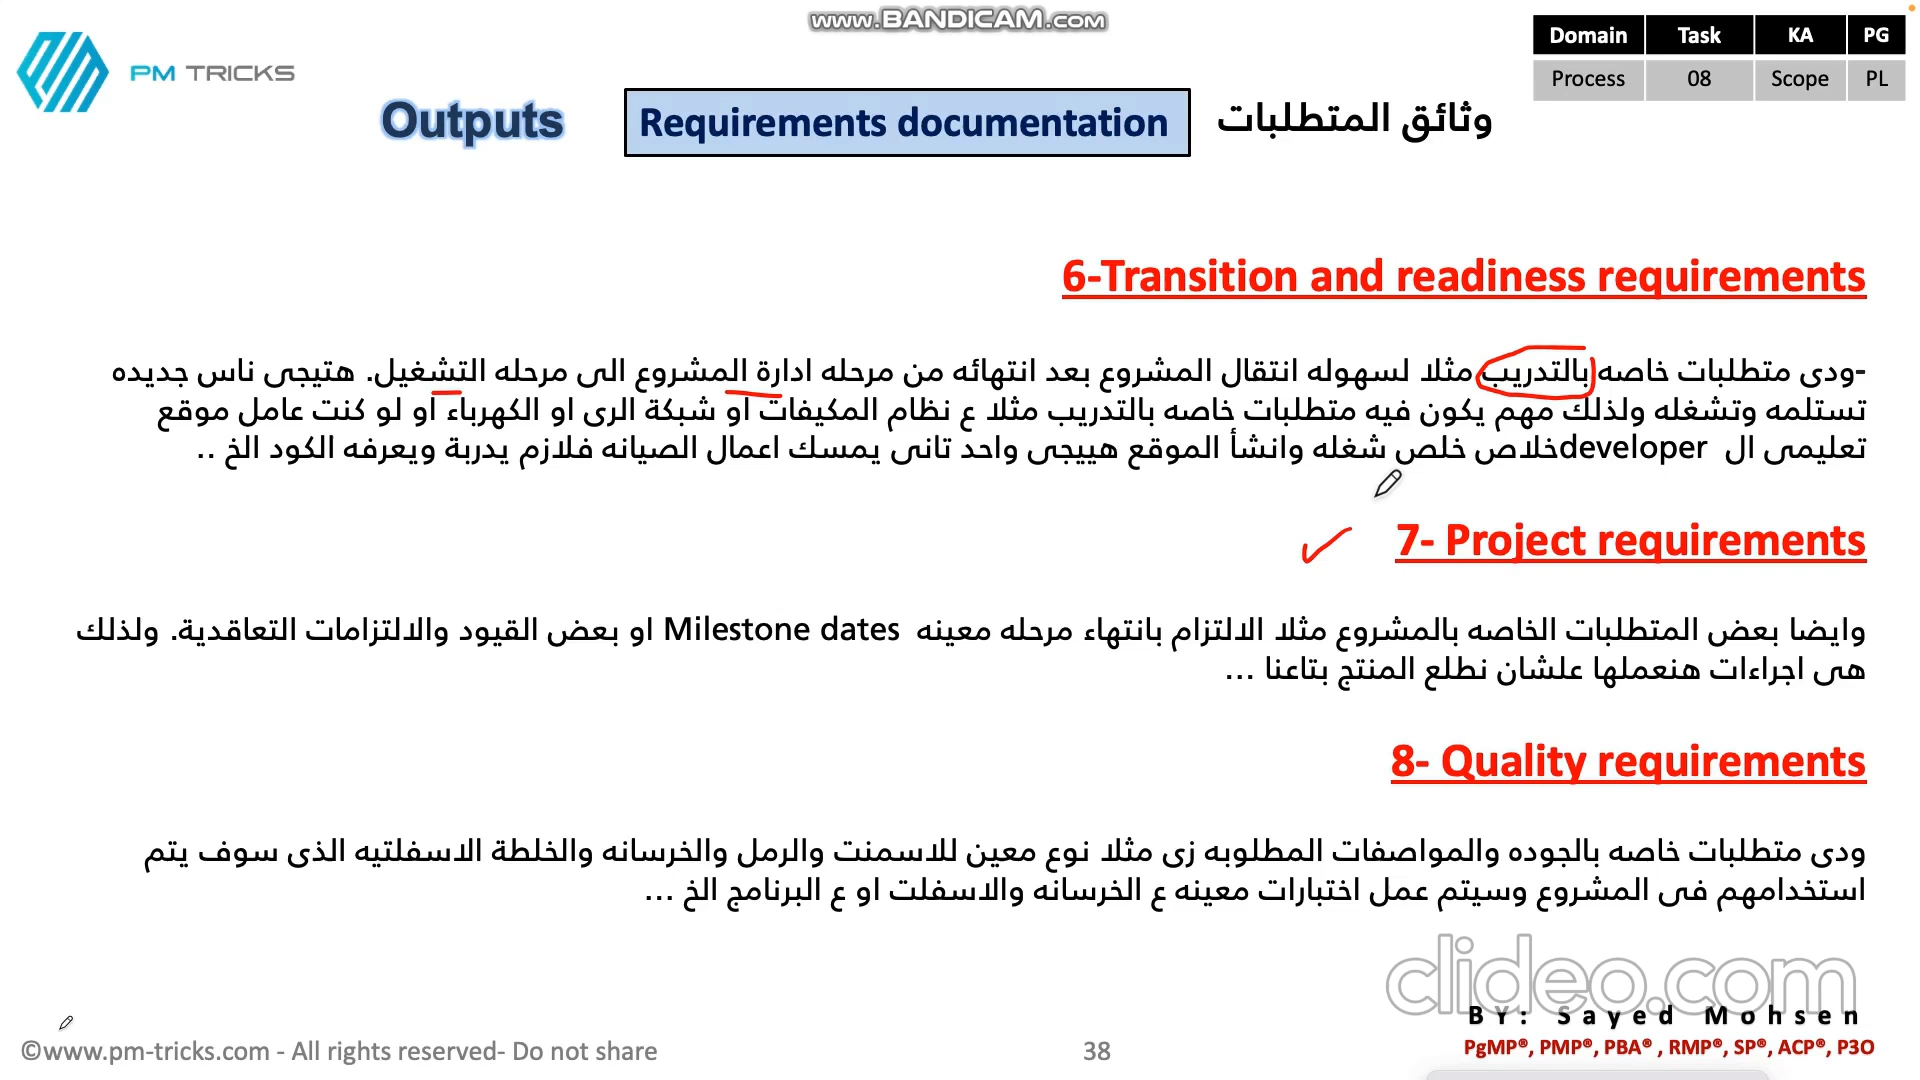 www.BANDICAM.com
PM TRICKS
Domain Task KA PG
Process 08 Scope PL
Outputs
Requirements documentation
وثائق المتطلبات
6-Transition and readiness requirements
-ودى متطلبات خاصه بالتدريب مثلا لسهوله انتقال المشروع بعد انتهائه من مرحله ادارة المشروع الى مرحله التشغيل. هتيجى ناس جديده
تستلمه وتشغله ولذلك مهم يكون فيه متطلبات خاصه بالتدريب مثلا ع نظام المكيفات او شبكة الرى او الكهرباء او لو كنت عامل موقع
تعليمى ال developerخلاص خلص شغله وانشأ الموقع هييجى واحد تانى يمسك اعمال الصيانه فلازم يدربة ويعرفه الكود الخ ..
7- Project requirements
وايضا بعض المتطلبات الخاصه بالمشروع مثلا الالتزام بانتهاء مرحله معينه Milestone dates او بعض القيود والالتزامات التعاقدية. ولذلك
هى اجراءات هنعملها علشان نطلع المنتج بتاعنا ...
8- Quality requirements
ودى متطلبات خاصه بالجوده والمواصفات المطلوبه زى مثلا نوع معين للاسمنت والرمل والخرسانه والخلطة الاسفلتيه الذى سوف يتم
استخدامهم فى المشروع وسيتم عمل اختبارات معينه ع الخرسانه والاسفلت او ع البرنامج الخ ...
clideo.com
BY: Sayed Mohsen
PgMP®, PMP®, PBA® , RMP®, SP®, ACP®, P3O
38
©www.pm-tricks.com - All rights reserved- Do not share